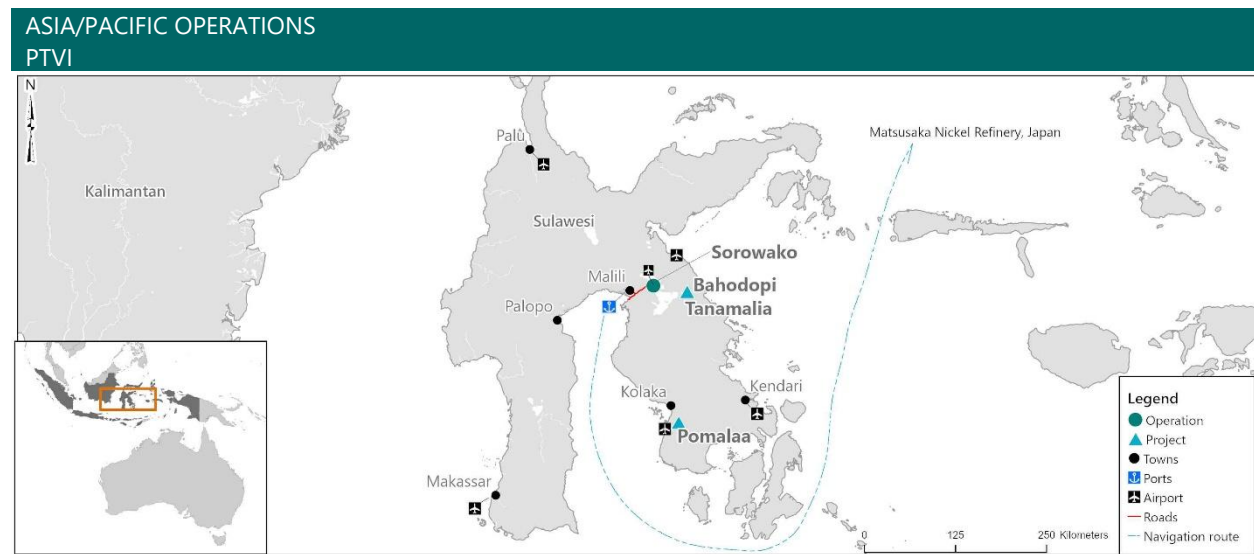 ASIA/PACIFIC OPERATIONS
PTVI
N
Kalimantan
Palu
Sulawesi
Matsusaka Nickel Refinery, Japan
Sorowako
Malili
Bahodopi
Tanamalia
Palopo
Kolaka
Kendari
Pomalaa
Makassar
Legend
Operation
Project
Towns
Ports
Airport
Roads
Navigation route
0 125 250 Kilometers